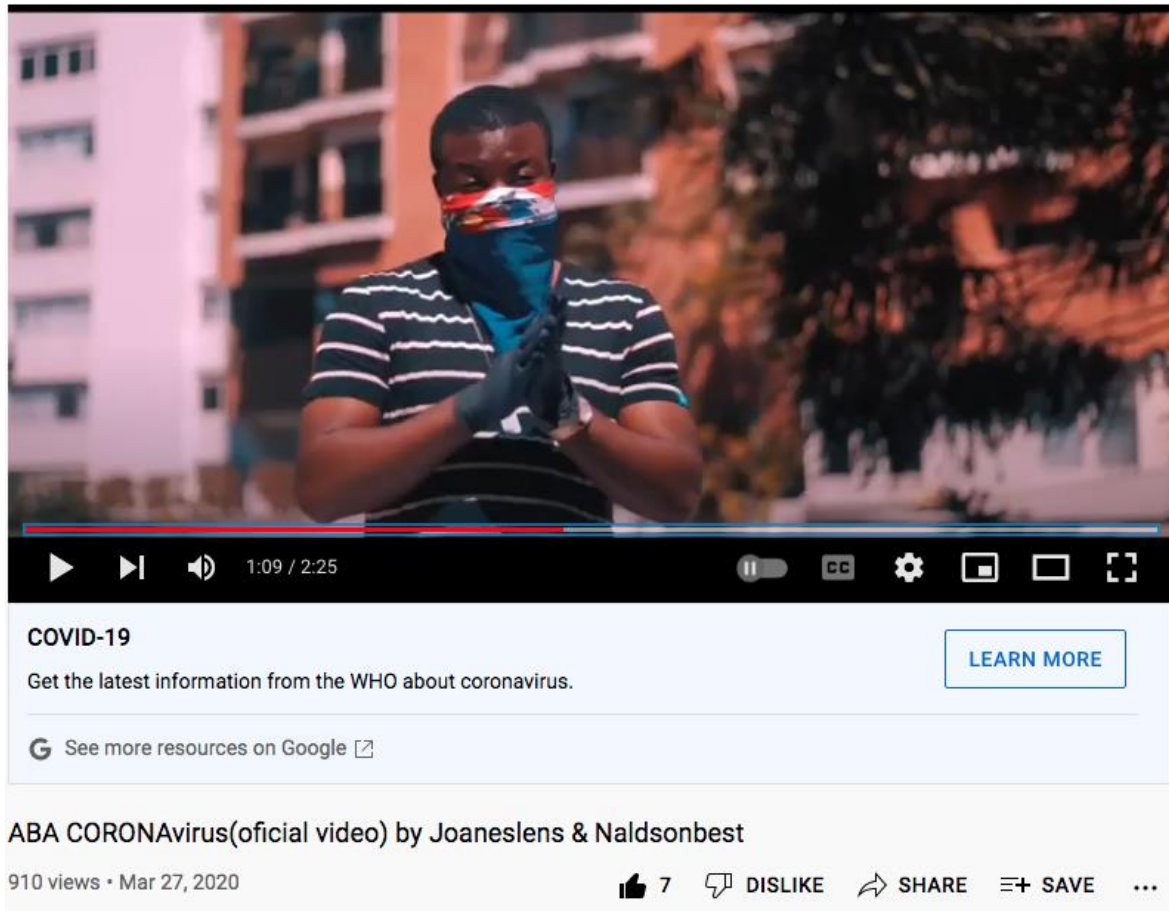 1:09 / 2:25
CC
COVID-19
LEARN MORE
Get the latest information from the WHO about coronavirus.
G See more resources on Google
ABA CORONAvirus(oficial video) by Joaneslens & Naldsonbest
910 views • Mar 27, 2020 7 DISLIKE SHARE SAVE